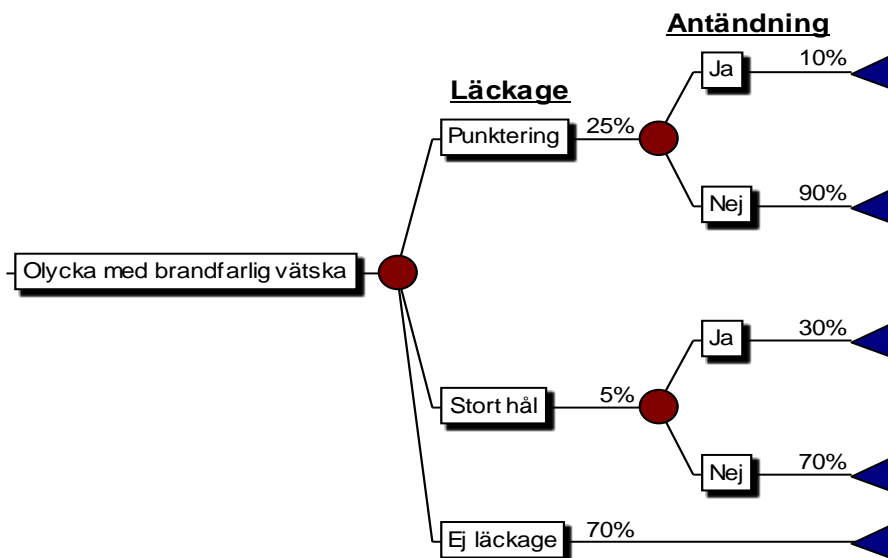 Antändning
Läckage
Ja 10%
Punktering 25%
Nej 90%
Olycka med brandfarlig vätska
Ja 30%
Stort hål 5%
Nej 70%
Ej läckage 70%